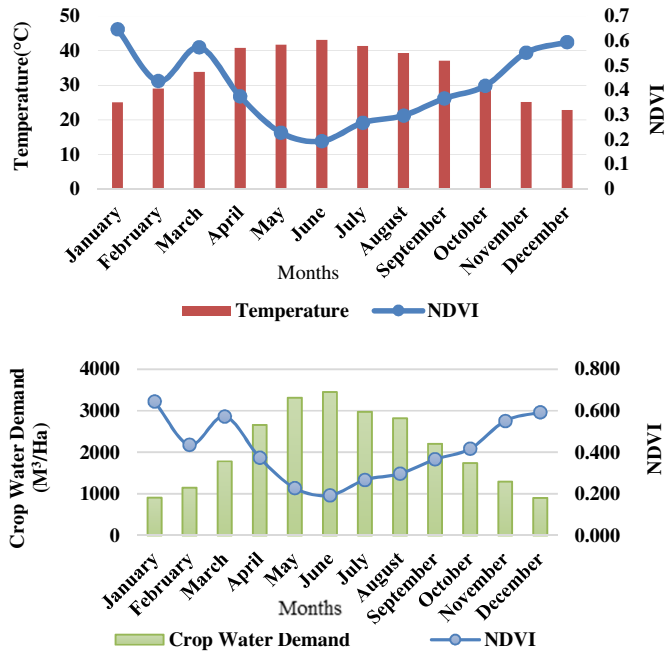 Temperature(°C)
50
40
30
20
10
0
0.7
0.6
0.5
0.4
0.3
0.2
0.1
0
NDVI
January
February
March
April
May
June
July
August
September
October
November
December
Months
Temperature
NDVI
Crop Water Demand
(M³/Ha)
4000
3000
2000
1000
0
0.800
0.600
0.400
0.200
0.000
NDVI
January
February
March
April
May
June
July
August
September
October
November
December
Months
Crop Water Demand
NDVI